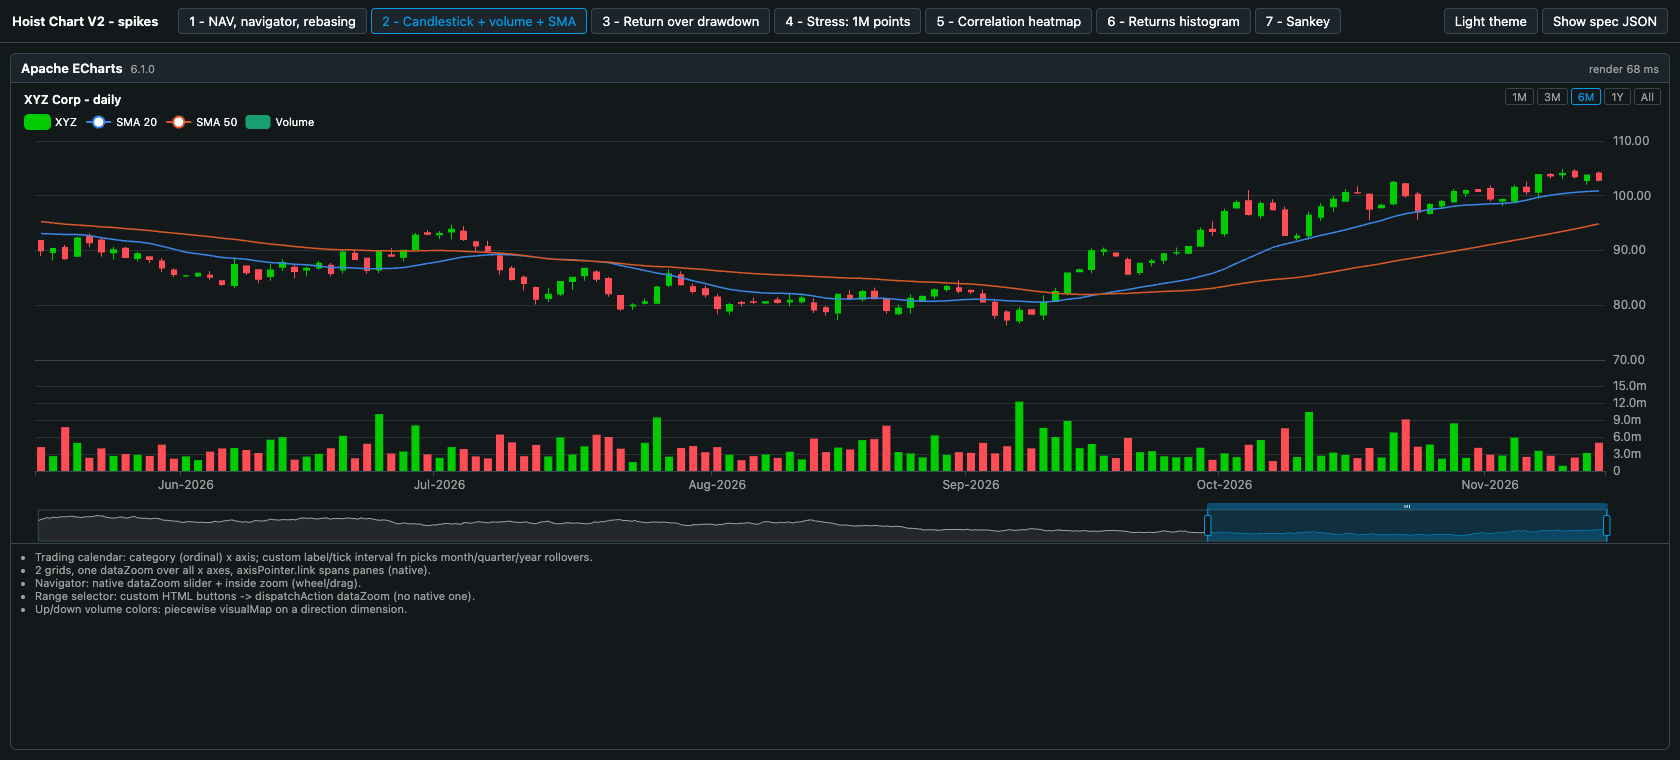 Hoist Chart V2 - spikes
1 - NAV, navigator, rebasing
2 - Candlestick + volume + SMA
3 - Return over drawdown
4 - Stress: 1M points
5 - Correlation heatmap
6 - Returns histogram
7 - Sankey
Light theme
Show spec JSON
Apache ECharts 6.1.0
render 68 ms
XYZ Corp - daily
1M 3M 6M 1Y All
XYZ SMA 20 SMA 50 Volume
110.00
100.00
90.00
80.00
70.00
15.0m
12.0m
9.0m
6.0m
3.0m
0
Jun-2026 Jul-2026 Aug-2026 Sep-2026 Oct-2026 Nov-2026
• Trading calendar: category (ordinal) x axis; custom label/tick interval fn picks month/quarter/year rollovers.
• 2 grids, one dataZoom over all x axes, axisPointer.link spans panes (native).
• Navigator: native dataZoom slider + inside zoom (wheel/drag).
• Range selector: custom HTML buttons -> dispatchAction dataZoom (no native one).
• Up/down volume colors: piecewise visualMap on a direction dimension.